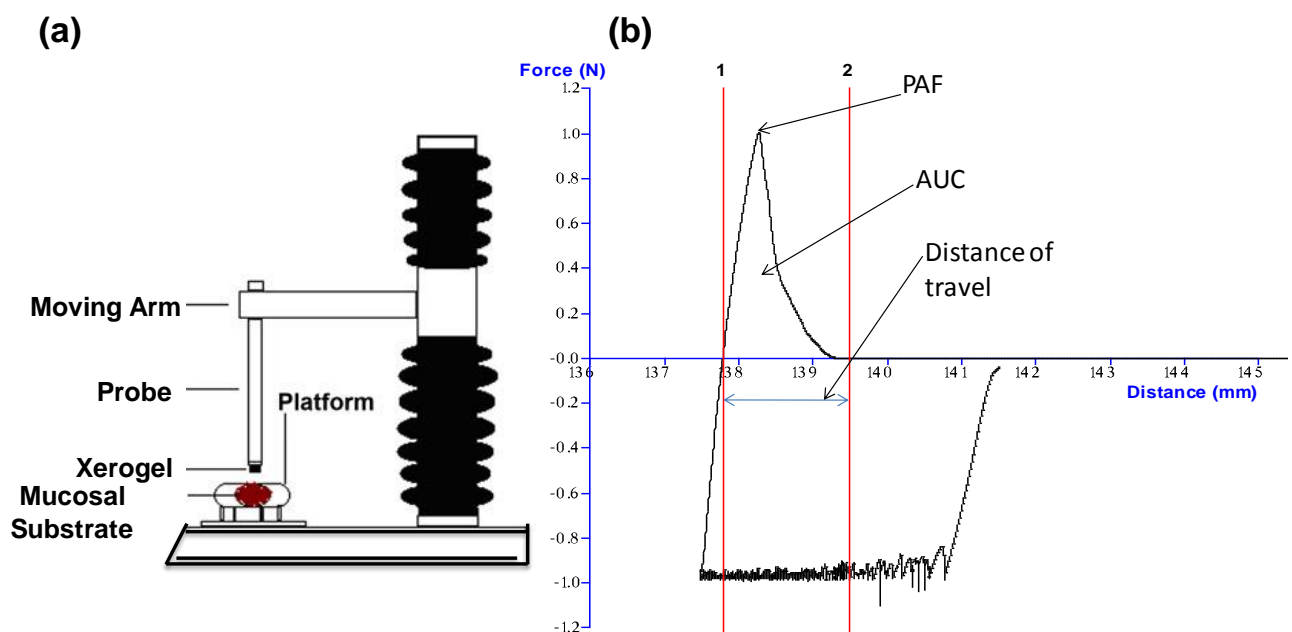 (a)
Moving Arm
Probe
Platform
Xerogel
Mucosal
Substrate
(b)
Force (N)
1
2
PAF
AUC
Distance of
travel
1.2
1.0
0.8
0.6
0.4
0.2
-0.0
136 137 138 139 140 141 142 143 144 145
Distance (mm)
-0.2
-0.4
-0.6
-0.8
-1.0
-1.2